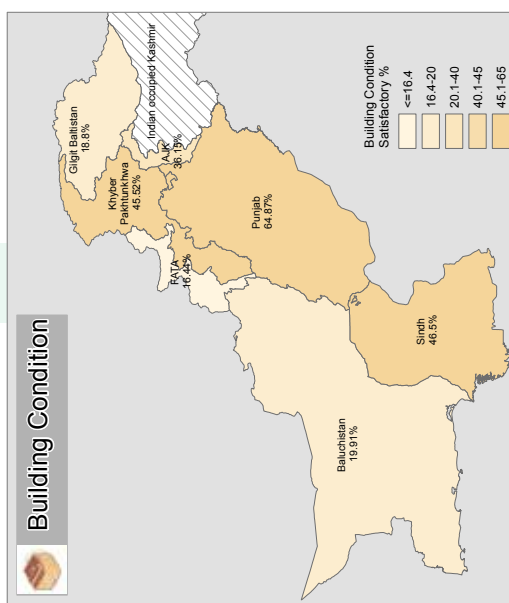 Building Condition
Gilgit Baltistan
18.8%
Indian occupied Kashmir
Khyber
Pakhtunkhwa
45.52%
AJK
36.15%
FATA
16.41%
Punjab
64.87%
Baluchistan
19.91%
Sindh
46.5%
Building Condition
Satisfactory %
<=16.4
16.4-20
20.1-40
40.1-45
45.1-65